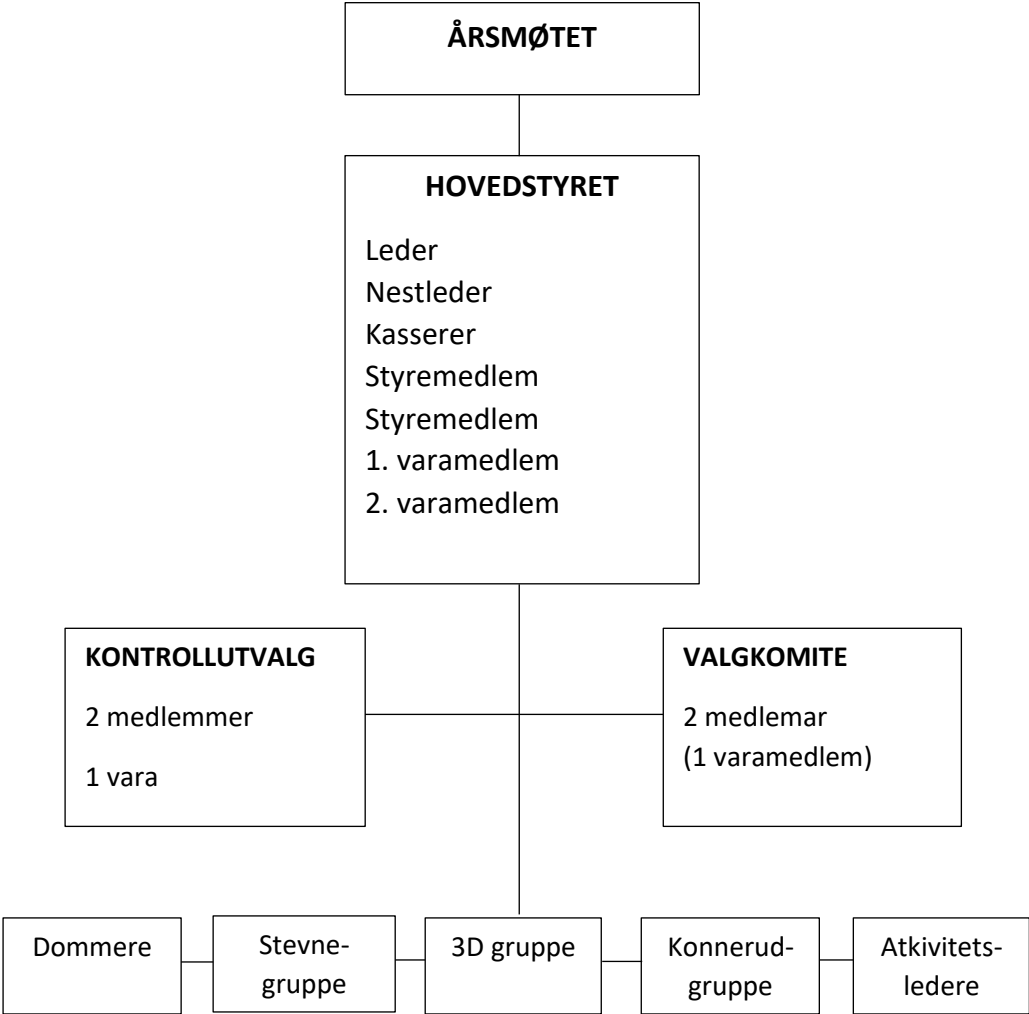 ÅRSMØTET
HOVEDSTYRET
Leder
Nestleder
Kasserer
Styremedlem
Styremedlem
1. varamedlem
2. varamedlem
KONTROLLUTVALG
2 medlemmer
1 vara
VALGKOMITE
2 medlemar
(1 varamedlem)
Dommere
Stevne-
gruppe
3D gruppe
Konnerud-
gruppe
Atkivitets-
ledere